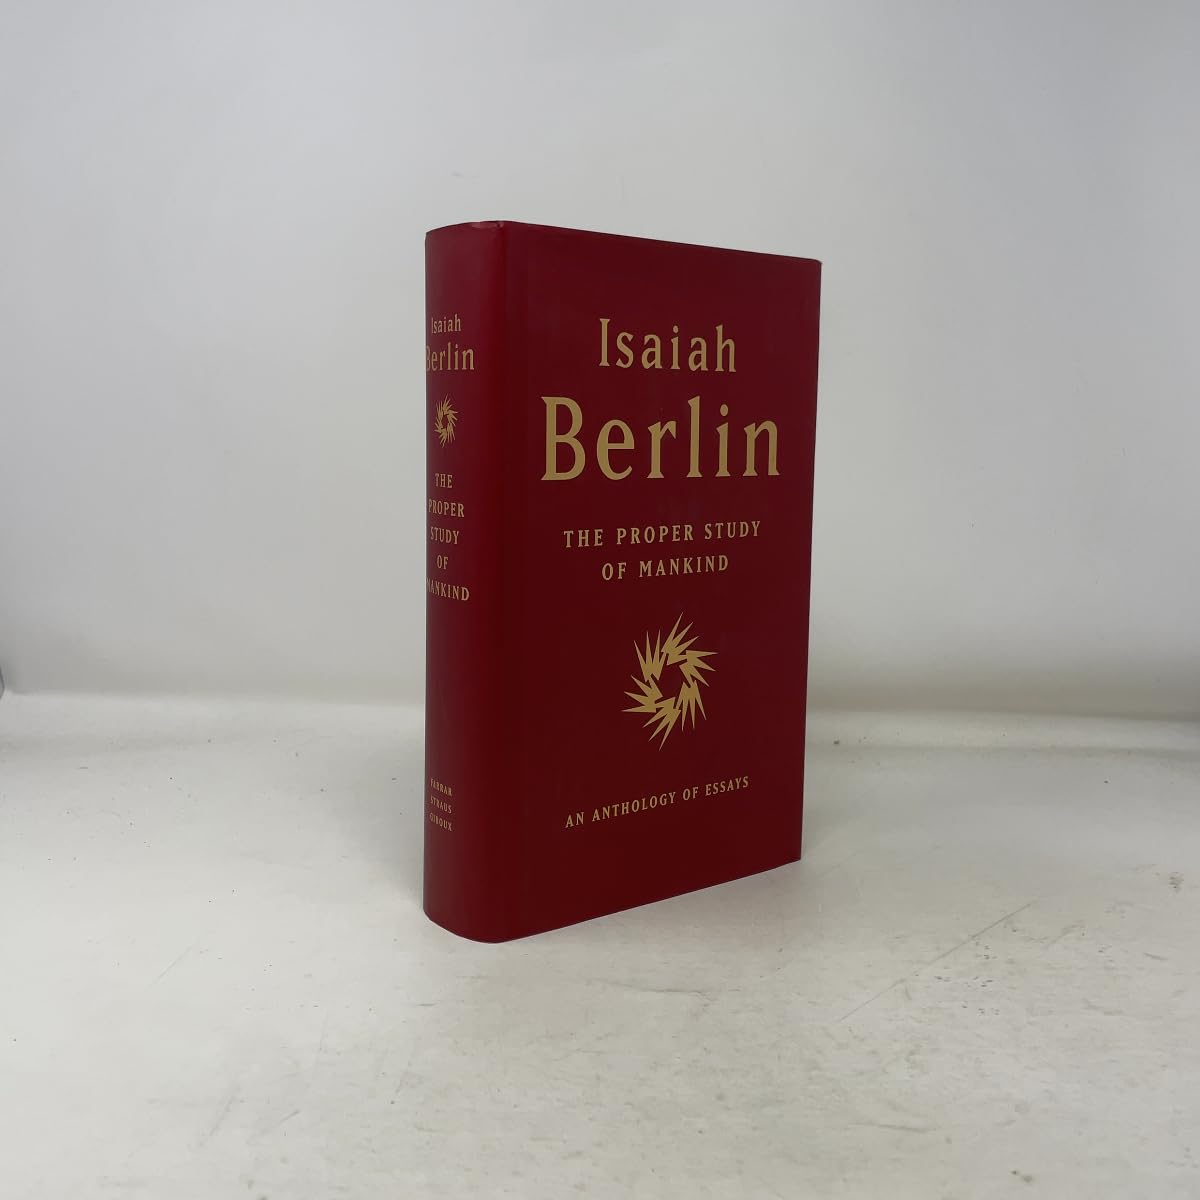 Isaiah
Berlin
THE
PROPER
STUDY
OF
MANKIND
FARRAR
STRAUS
GIROUX
Isaiah
Berlin
THE PROPER STUDY
OF MANKIND
AN ANTHOLOGY OF ESSAYS